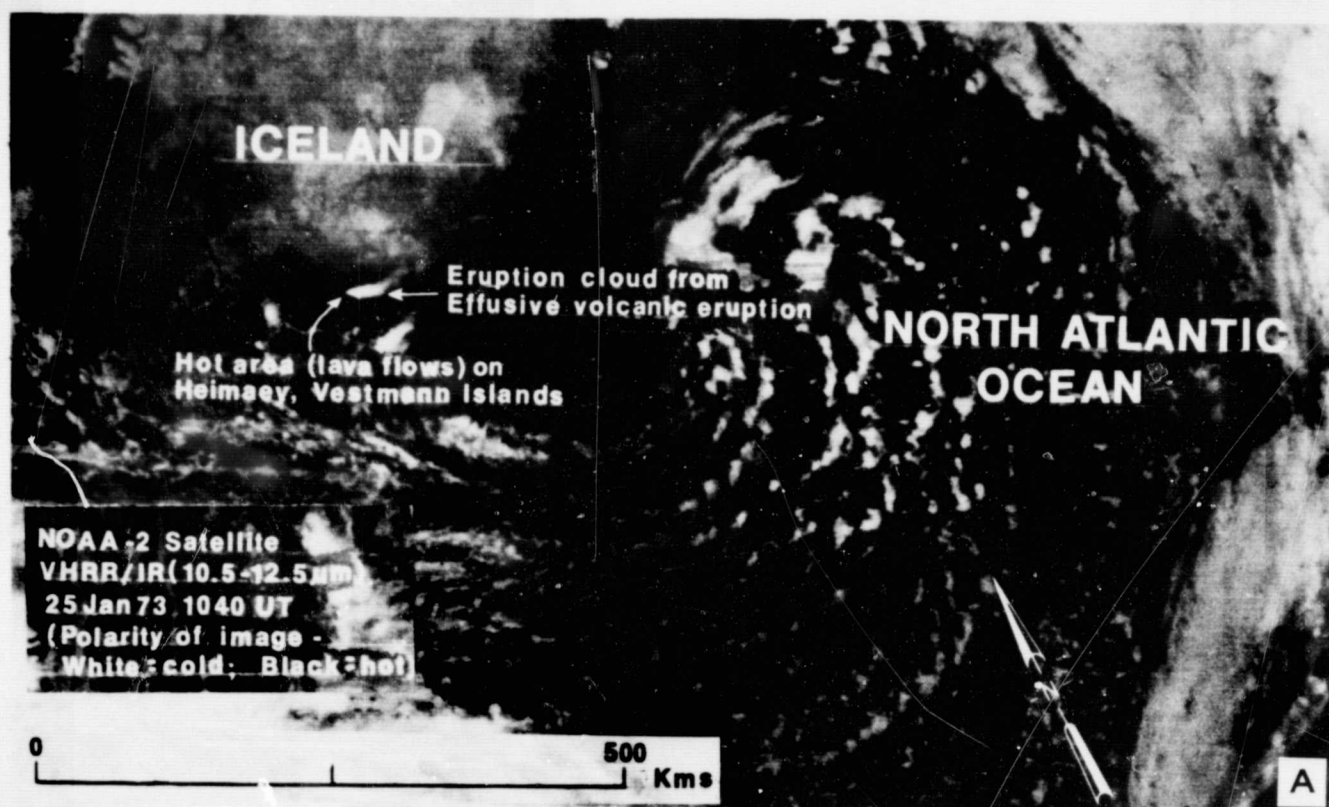 ICELAND
Eruption cloud from
Effusive volcanic eruption
NORTH ATLANTIC
OCEAN
Hot area (lava flows) on
Heimaey, Vestmann Islands
NOAA-2 Satellite
VHRR/IR(10.5-12.5µm)
25 Jan 73 1040 UT
(Polarity of image -
White=cold; Black=hot)
N
0 500
Kms
A